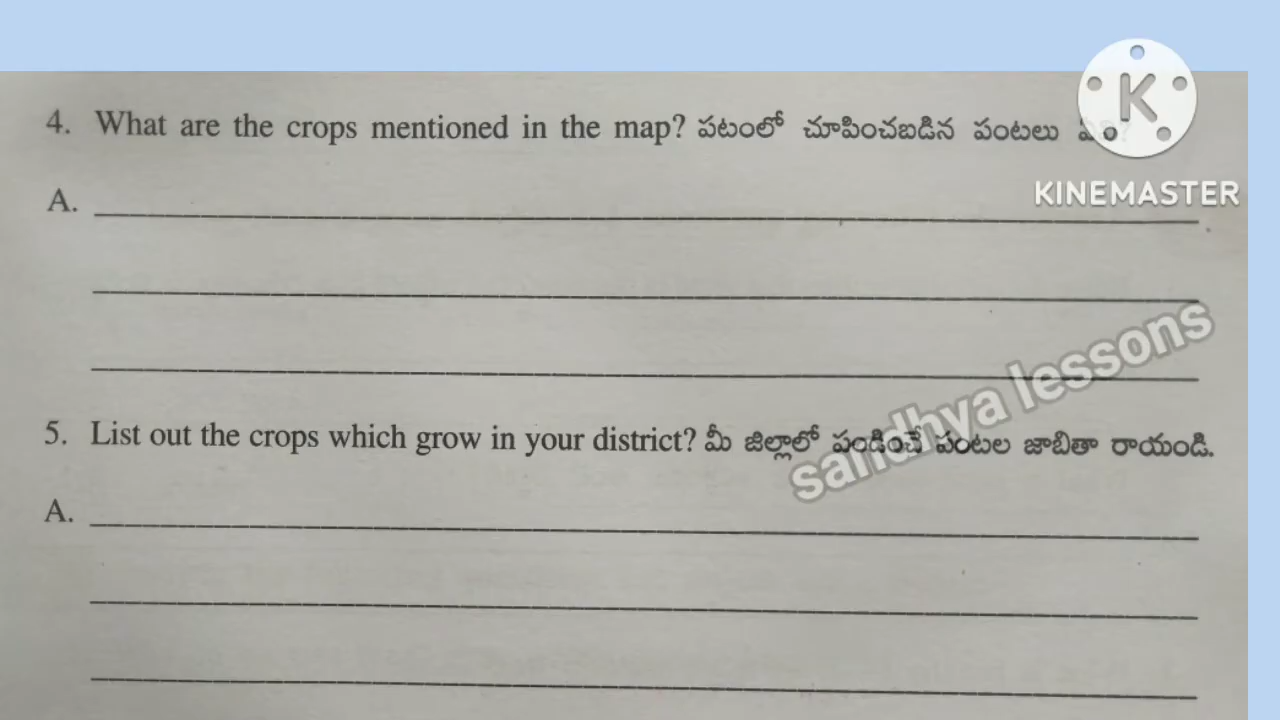 4. What are the crops mentioned in the map? పటంలో చూపించబడిన పంటలు
K
KINEMASTER
A.
sandhya lessons
5. List out the crops which grow in your district? మీ జిల్లాలో పండించే పంటల జాబితా రాయండి.
A.